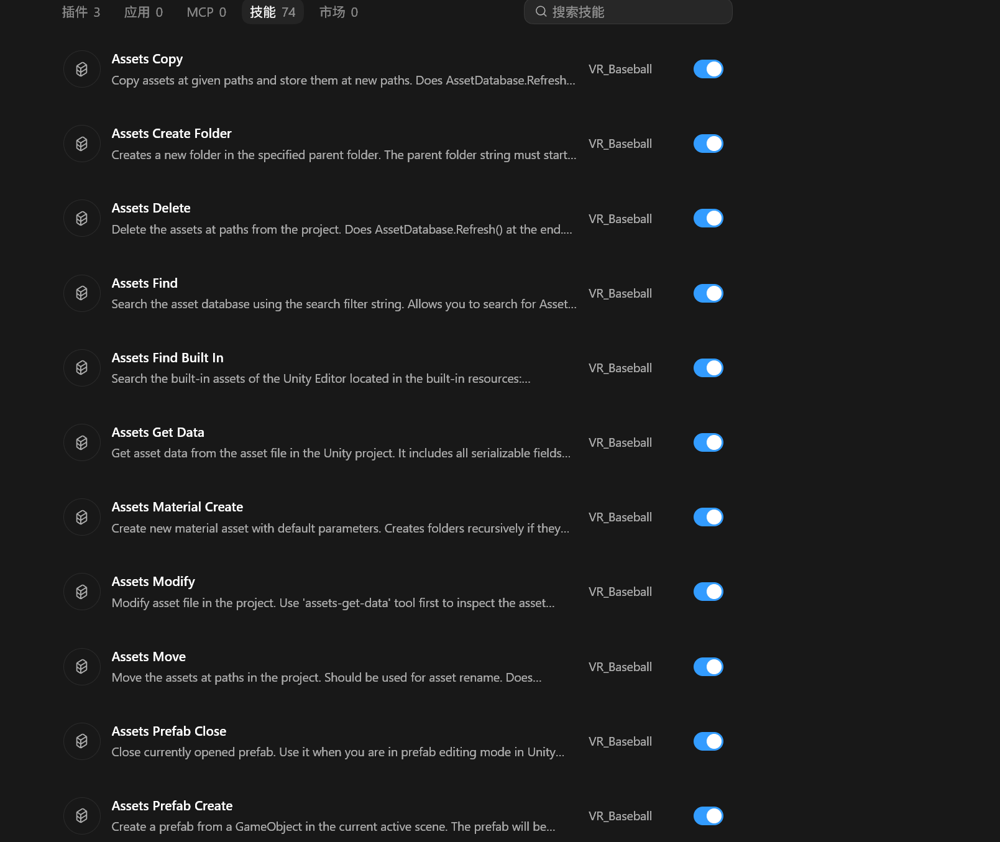 插件 3 应用 0 MCP 0 技能 74 市场 0 搜索技能
Assets Copy
Copy assets at given paths and store them at new paths. Does AssetDatabase.Refresh...
VR_Baseball
Assets Create Folder
Creates a new folder in the specified parent folder. The parent folder string must start...
VR_Baseball
Assets Delete
Delete the assets at paths from the project. Does AssetDatabase.Refresh() at the end....
VR_Baseball
Assets Find
Search the asset database using the search filter string. Allows you to search for Asset...
VR_Baseball
Assets Find Built In
Search the built-in assets of the Unity Editor located in the built-in resources:...
VR_Baseball
Assets Get Data
Get asset data from the asset file in the Unity project. It includes all serializable fields...
VR_Baseball
Assets Material Create
Create new material asset with default parameters. Creates folders recursively if they...
VR_Baseball
Assets Modify
Modify asset file in the project. Use 'assets-get-data' tool first to inspect the asset...
VR_Baseball
Assets Move
Move the assets at paths in the project. Should be used for asset rename. Does...
VR_Baseball
Assets Prefab Close
Close currently opened prefab. Use it when you are in prefab editing mode in Unity...
VR_Baseball
Assets Prefab Create
Create a prefab from a GameObject in the current active scene. The prefab will be...
VR_Baseball